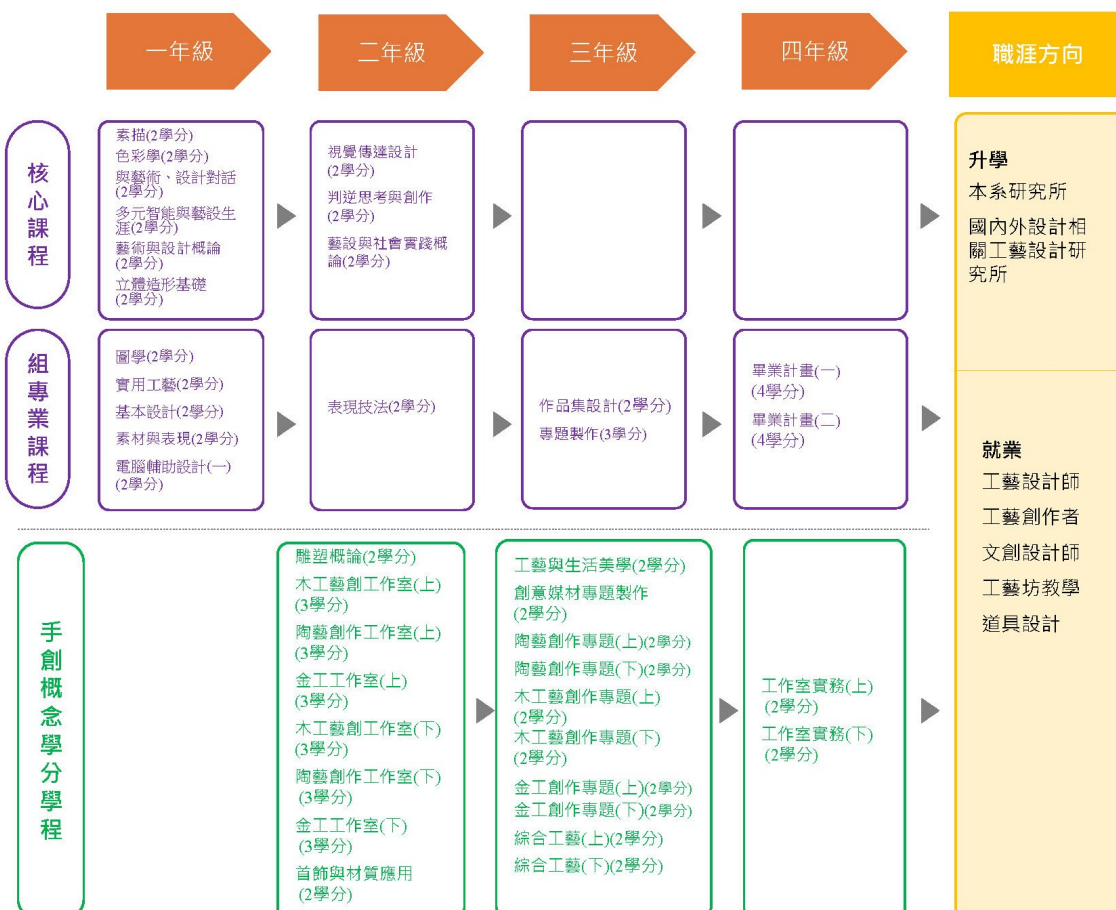 一年級
二年級
三年級
四年級
職涯方向
核心課程
素描(2學分)
色彩學(2學分)
與藝術、設計對話
(2學分)
多元智能與藝設生
涯(2學分)
藝術與設計概論
(2學分)
立體造形基礎
(2學分)
視覺傳達設計
(2學分)
判逆思考與創作
(2學分)
藝設與社會實踐概
論(2學分)
組專業課程
圖學(2學分)
實用工藝(2學分)
基本設計(2學分)
素材與表現(2學分)
電腦輔助設計(一)
(2學分)
表現技法(2學分)
作品集設計(2學分)
專題製作(3學分)
畢業計畫(一)
(4學分)
畢業計畫(二)
(4學分)
手創概念學分學程
雕塑概論(2學分)
木工藝創工作室(上)
(3學分)
陶藝創作工作室(上)
(3學分)
金工工作室(上)
(3學分)
木工藝創工作室(下)
(3學分)
陶藝創作工作室(下)
(3學分)
金工工作室(下)
(3學分)
首飾與材質應用
(2學分)
工藝與生活美學(2學分)
創意媒材專題製作
(2學分)
陶藝創作專題(上)(2學分)
陶藝創作專題(下)(2學分)
木工藝創作專題(上)
(2學分)
木工藝創作專題(下)
(2學分)
金工創作專題(上)(2學分)
金工創作專題(下)(2學分)
綜合工藝(上)(2學分)
綜合工藝(下)(2學分)
工作室實務(上)
(2學分)
工作室實務(下)
(2學分)
升學
本系研究所
國內外設計相
關工藝設計研
究所
就業
工藝設計師
工藝創作者
文創設計師
工藝坊教學
道具設計